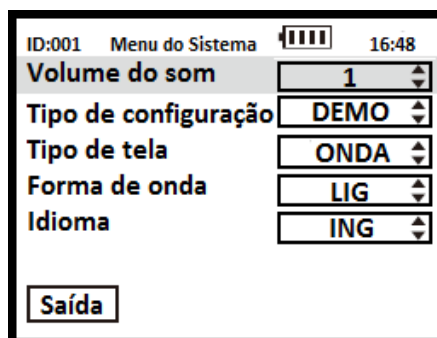 ID:001 Menu do Sistema 16:48
Volume do som 1
Tipo de configuração DEMO
Tipo de tela ONDA
Forma de onda LIG
Idioma ING
Saída